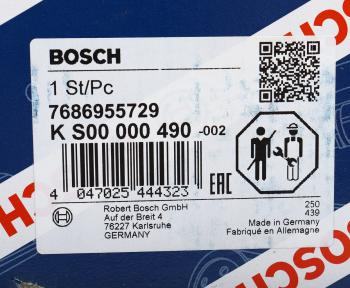 BOSCH
1 St/Pc
7686955729
K S00 000 490 -002
4 047025 444323
EAC
Robert Bosch GmbH
Auf der Breit 4
76227 Karlsruhe
GERMANY
250
439
Made in Germany
Fabriqué en Allemagne